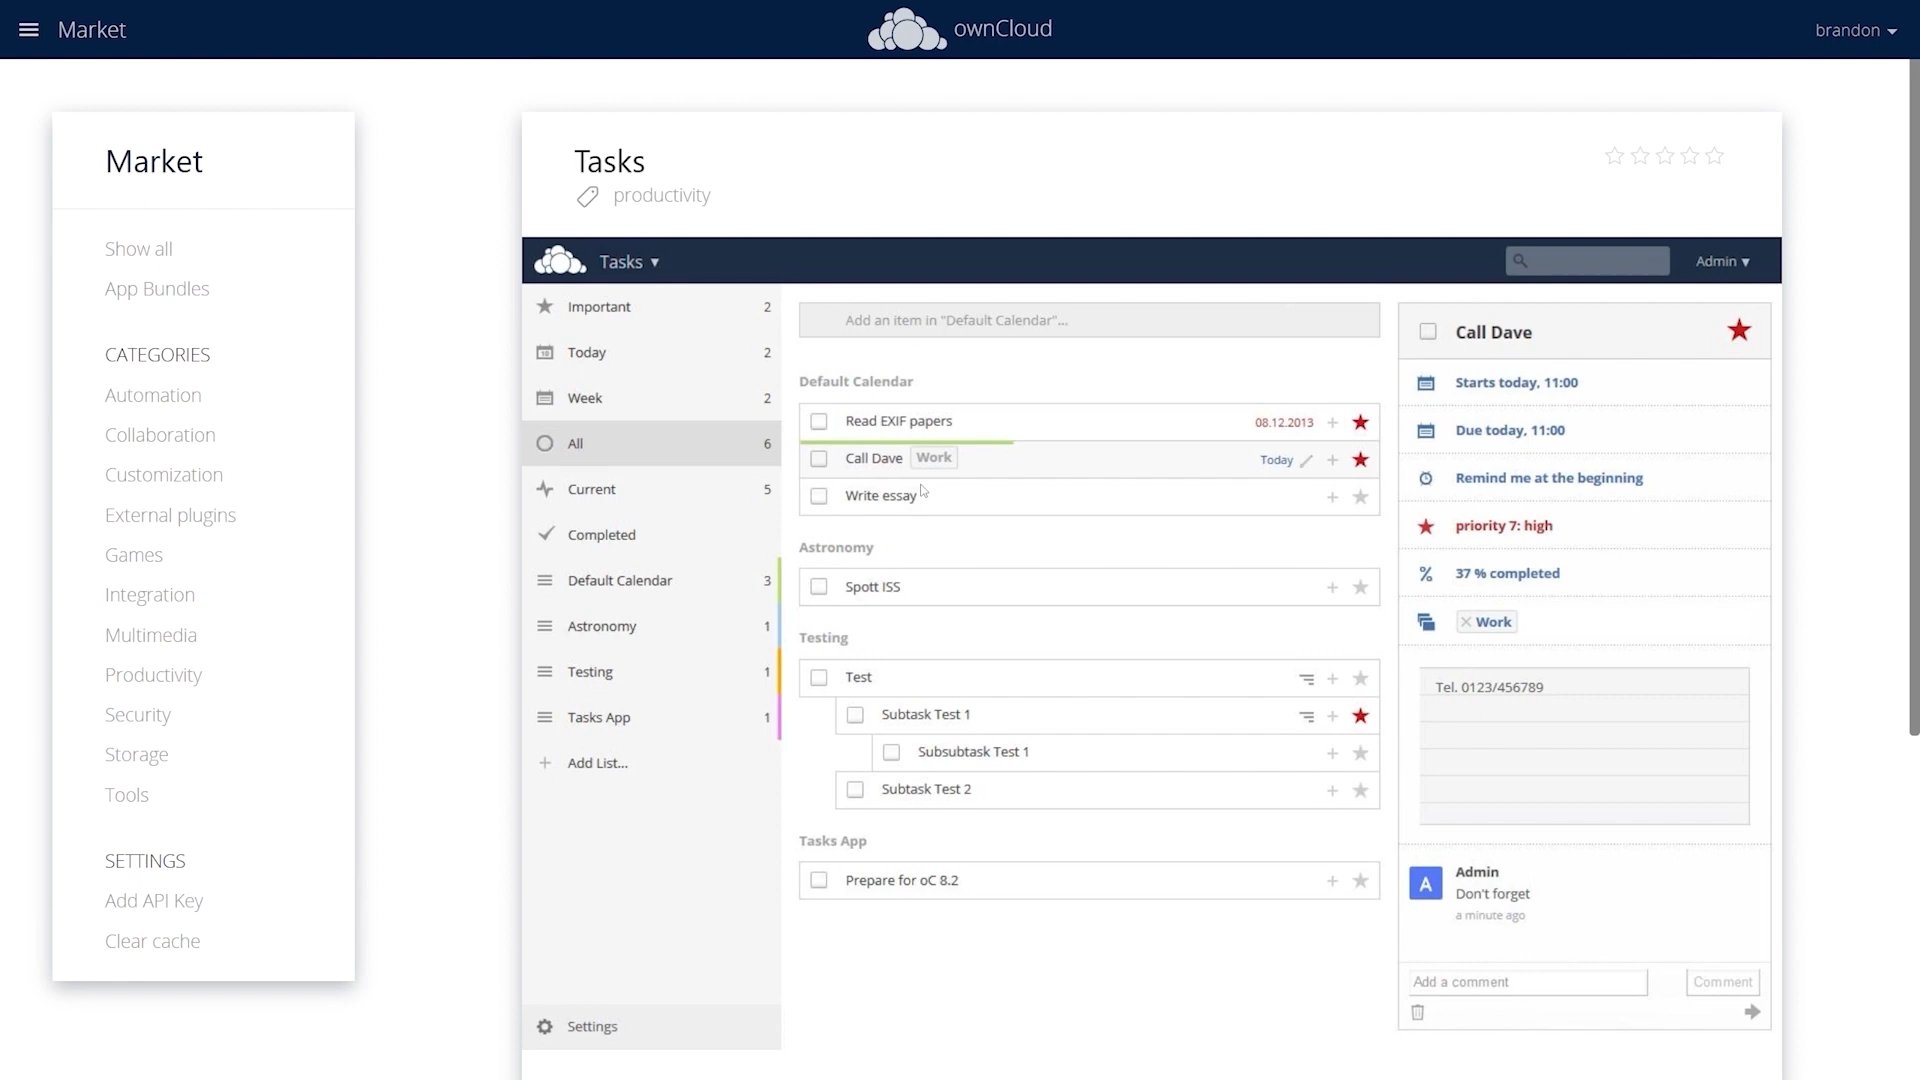 Market
ownCloud
brandon
Market
Show all
App Bundles
CATEGORIES
Automation
Collaboration
Customization
External plugins
Games
Integration
Multimedia
Productivity
Security
Storage
Tools
SETTINGS
Add API Key
Clear cache
Tasks
productivity
Tasks
Admin
Important 2
Today 2
Week 2
All 6
Current 5
Completed
Default Calendar 3
Astronomy 1
Testing 1
Tasks App 1
Add List...
Settings
Add an item in "Default Calendar"...
Default Calendar
Read EXIF papers 08.12.2013
Call Dave Work Today
Write essay
Astronomy
Spott ISS
Testing
Test
Subtask Test 1
Subsubtask Test 1
Subtask Test 2
Tasks App
Prepare for oC 8.2
Call Dave
Starts today, 11:00
Due today, 11:00
Remind me at the beginning
priority 7: high
% 37 % completed
Work
Tel. 0123/456789
A
Admin
Don't forget
a minute ago
Add a comment
Comment